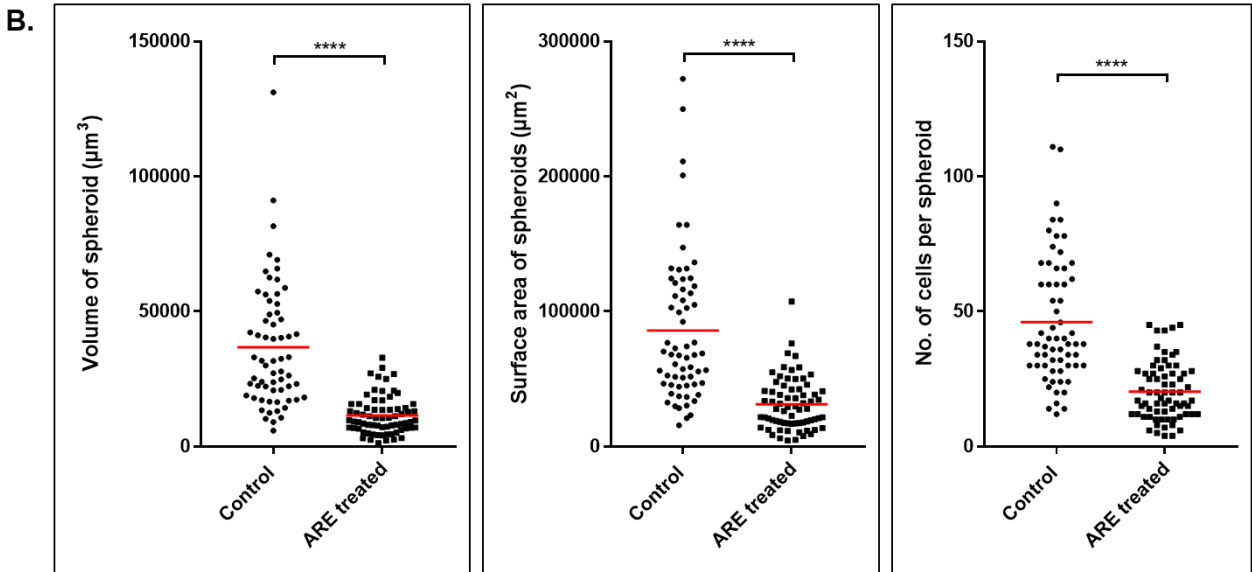 B.
Volume of spheroid (µm³)
150000
100000
50000
0
****
Control
ARE treated
Surface area of spheroids (µm²)
300000
200000
100000
0
****
Control
ARE treated
No. of cells per spheroid
150
100
50
0
****
Control
ARE treated